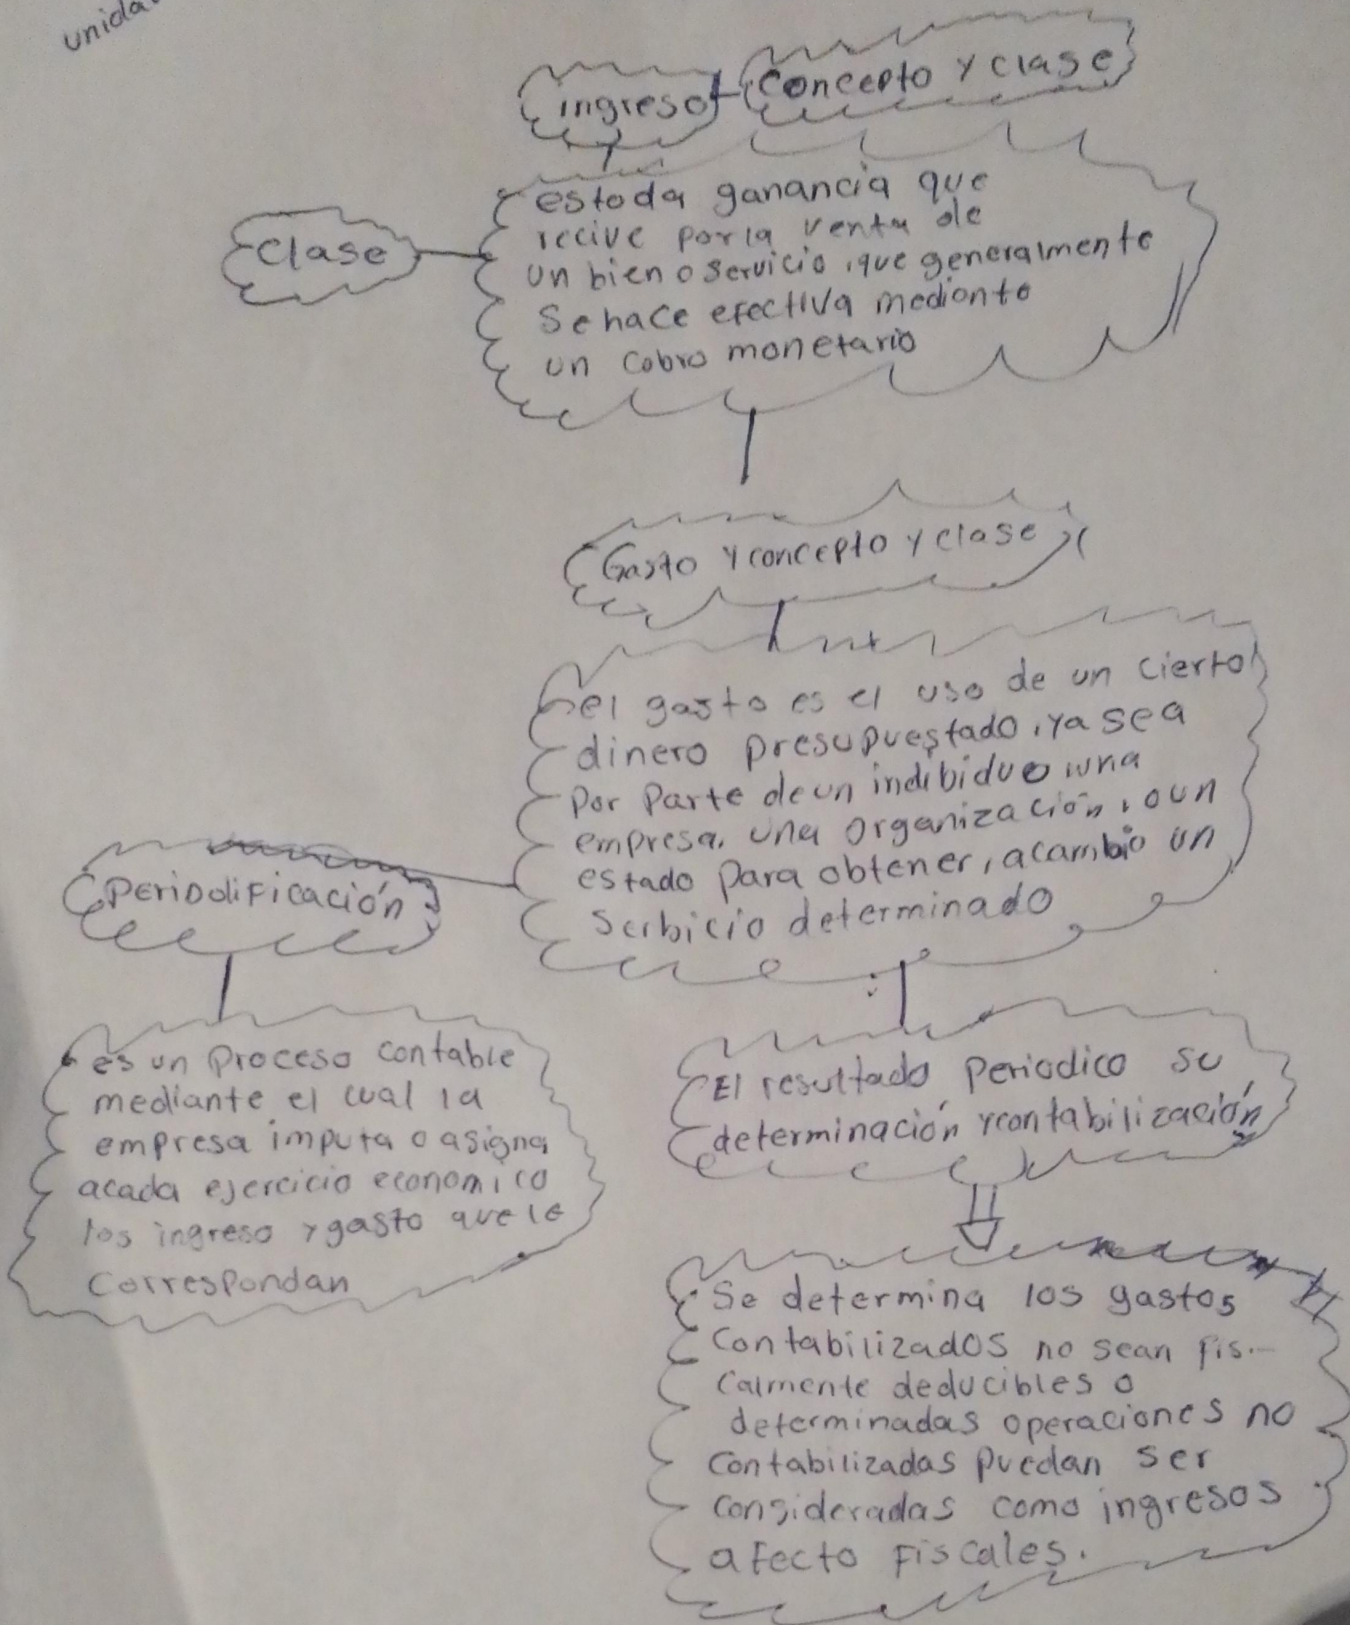 unida
ingreso
concepto y clase
Clase
es toda ganancia que
recive por la venta de
un bien o servicio, que generalmente
se hace efectiva mediante
un cobro monetario
Gasto y concepto y clase
el gasto es el uso de un cierto
dinero presupuestado, ya sea
por parte de un indibiduo una
empresa, una organización, o un
estado para obtener, acambio un
serbicio determinado
Periodificación
es un proceso contable
mediante el cual la
empresa imputa o asigna
acada ejercicio economico
los ingreso y gasto que le
correspondan
El resultado periodico su
determinación y contabilización
Se determina los gastos
contabilizados no sean fis-
calmente deducibles o
determinadas operaciones no
contabilizadas puedan ser
consideradas como ingresos
afecto fiscales.